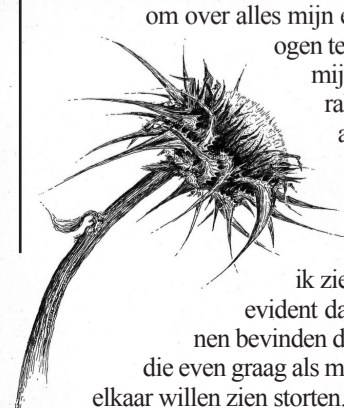 om over alles mijn e
ogen te
mij
ra
a
ik zie
evident da
nen bevinden d
die even graag als m
elkaar willen zien storten.